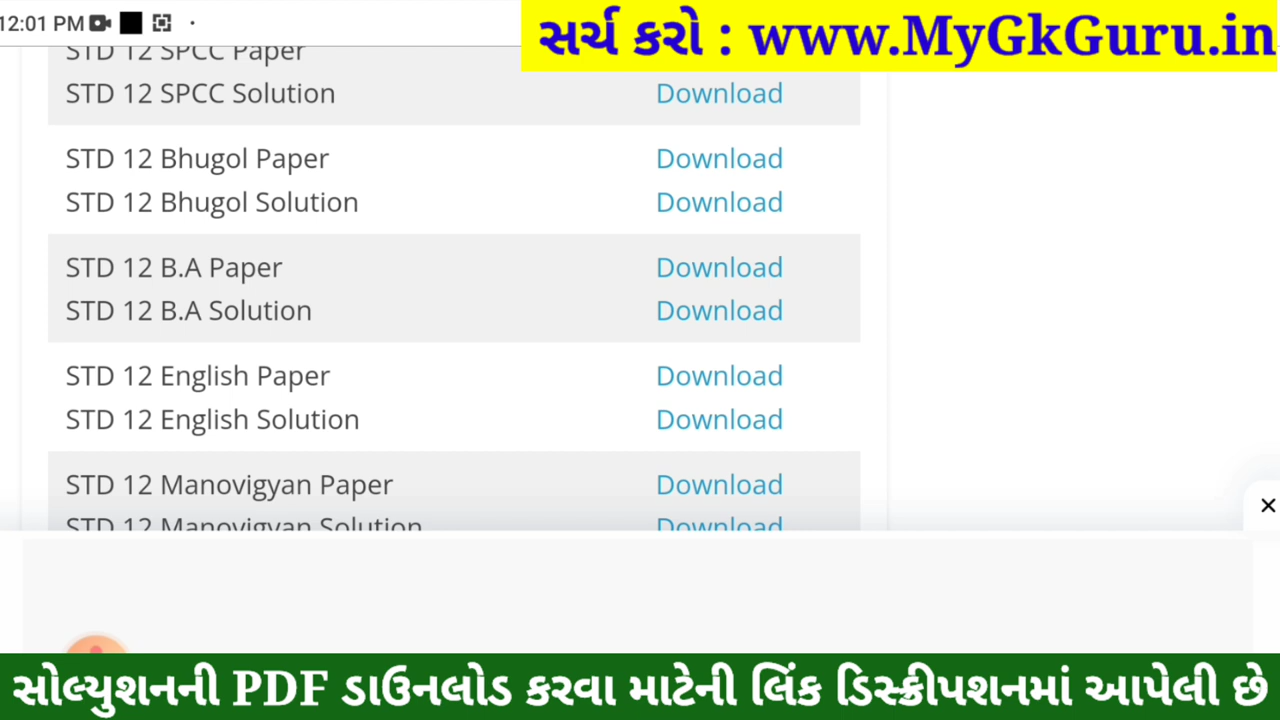 12:01 PM
સર્ચ કરો : www.MyGkGuru.in
STD 12 SPCC Paper
STD 12 SPCC Solution Download
STD 12 Bhugol Paper Download
STD 12 Bhugol Solution Download
STD 12 B.A Paper Download
STD 12 B.A Solution Download
STD 12 English Paper Download
STD 12 English Solution Download
STD 12 Manovigyan Paper Download
STD 12 Manovigyan Solution Download
સોલ્યુશનની PDF ડાઉનલોડ કરવા માટેની લિંક ડિસ્ક્રીપશનમાં આપેલી છે